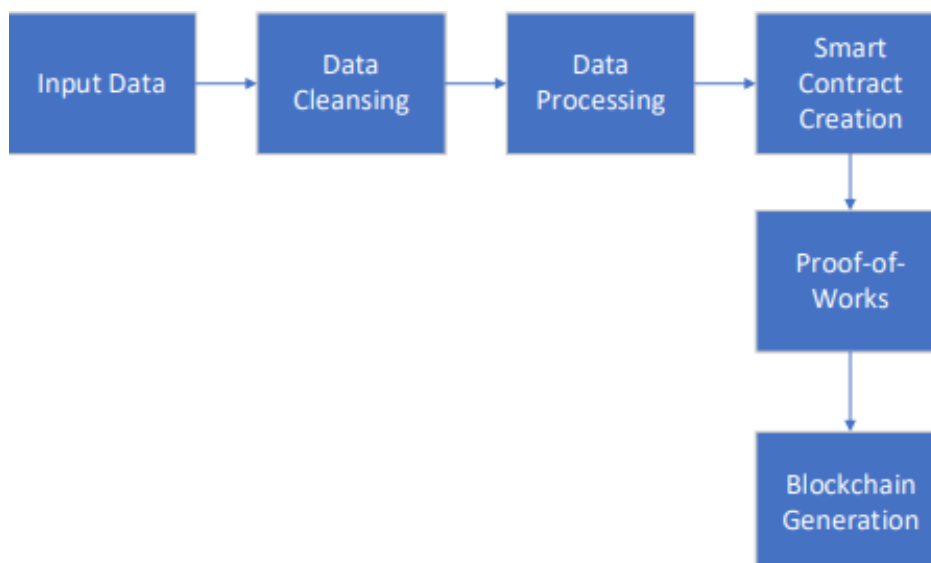 Input Data
Data
Cleansing
Data
Processing
Smart
Contract
Creation
Proof-of-
Works
Blockchain
Generation